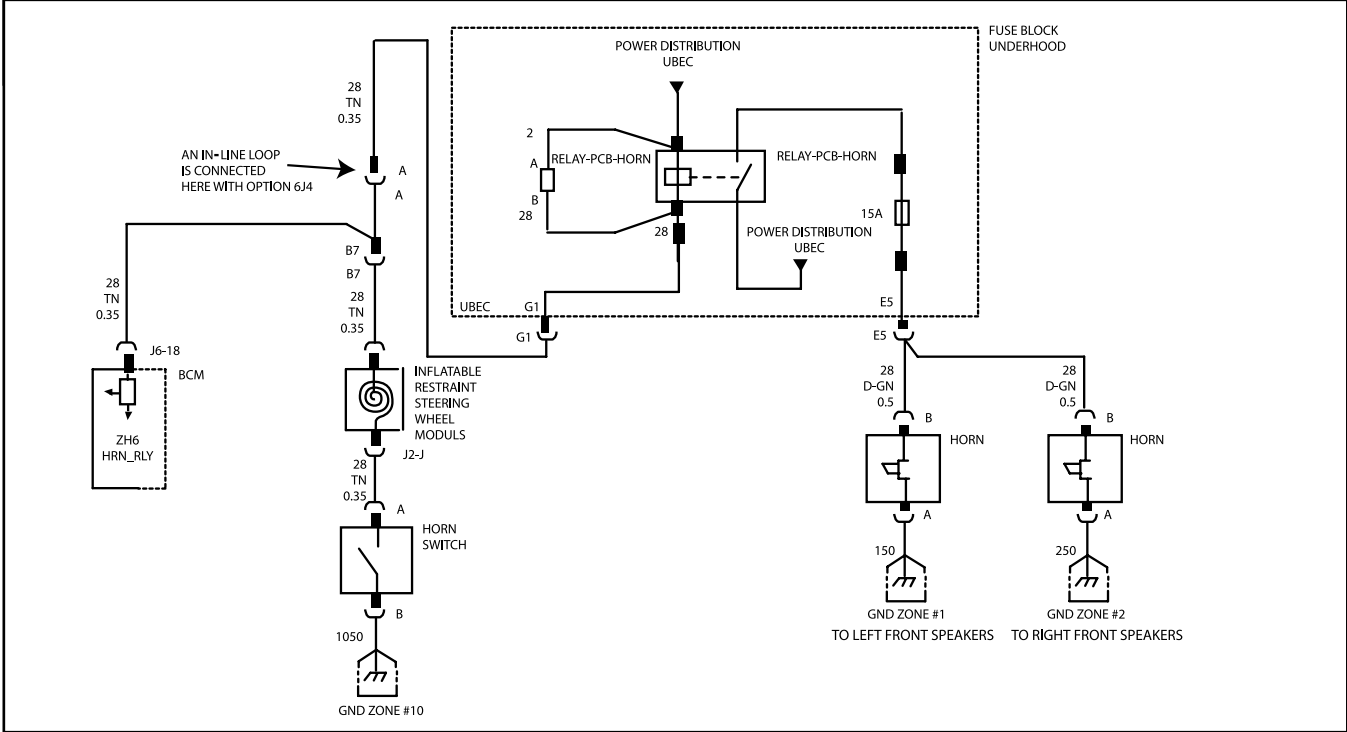 FUSE BLOCK
UNDERHOOD
POWER DISTRIBUTION
UBEC
28
TN
0.35
2
A
RELAY-PCB-HORN
RELAY-PCB-HORN
B
28
28
15A
POWER DISTRIBUTION
UBEC
AN IN-LINE LOOP
IS CONNECTED
HERE WITH OPTION 6J4
A
A
B7
B7
28
TN
0.35
28
TN
0.35
UBEC
G1
G1
E5
E5
J6-18
BCM
ZH6
HRN_RLY
INFLATABLE
RESTRAINT
STEERING
WHEEL
MODULS
J2-J
28
TN
0.35
A
HORN
SWITCH
B
1050
GND ZONE #10
28
D-GN
0.5
B
HORN
A
150
GND ZONE #1
TO LEFT FRONT SPEAKERS
28
D-GN
0.5
B
HORN
A
250
GND ZONE #2
TO RIGHT FRONT SPEAKERS